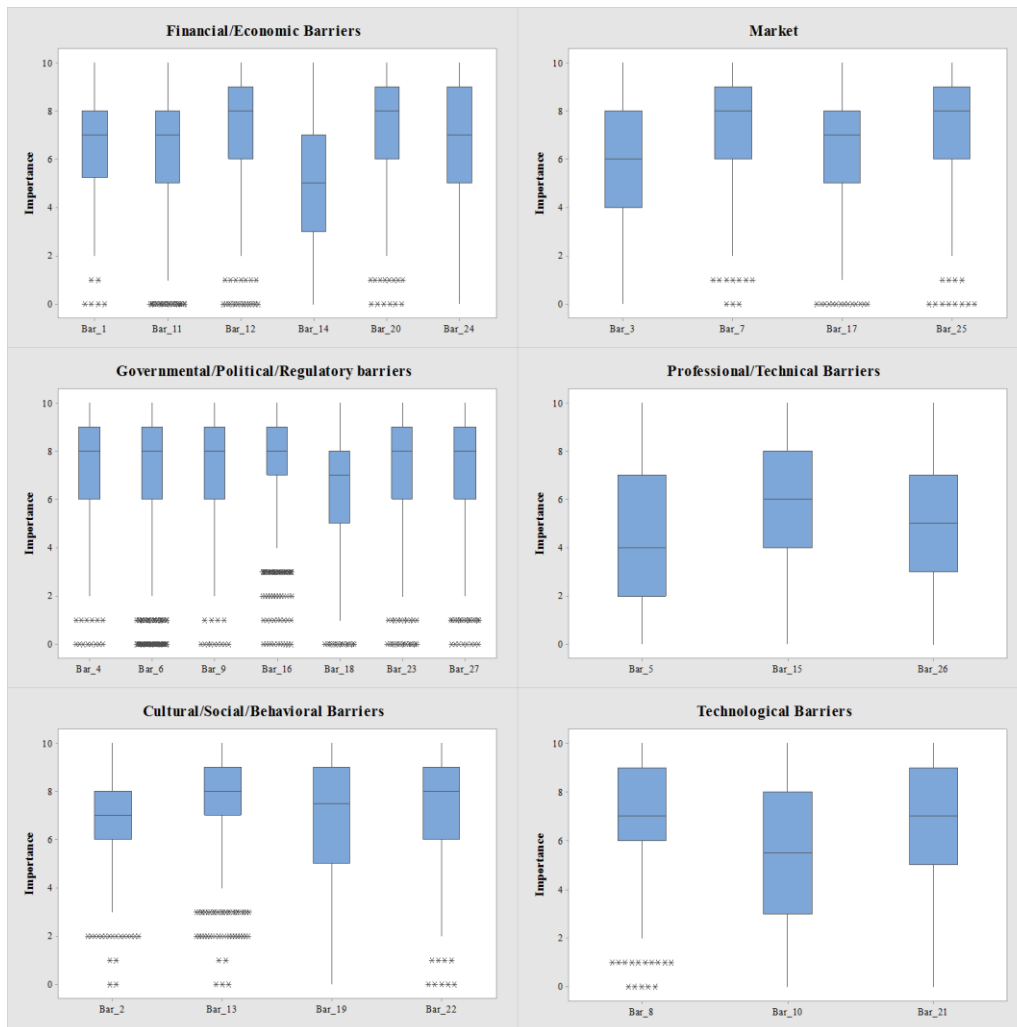 Financial/Economic Barriers
Importance
10
8
6
4
2
0
Bar_1 Bar_11 Bar_12 Bar_14 Bar_20 Bar_24
Market
Importance
10
8
6
4
2
0
Bar_3 Bar_7 Bar_17 Bar_25
Governmental/Political/Regulatory barriers
Importance
10
8
6
4
2
0
Bar_4 Bar_6 Bar_9 Bar_16 Bar_18 Bar_23 Bar_27
Professional/Technical Barriers
Importance
10
8
6
4
2
0
Bar_5 Bar_15 Bar_26
Cultural/Social/Behavioral Barriers
Importance
10
8
6
4
2
0
Bar_2 Bar_13 Bar_19 Bar_22
Technological Barriers
Importance
10
8
6
4
2
0
Bar_8 Bar_10 Bar_21